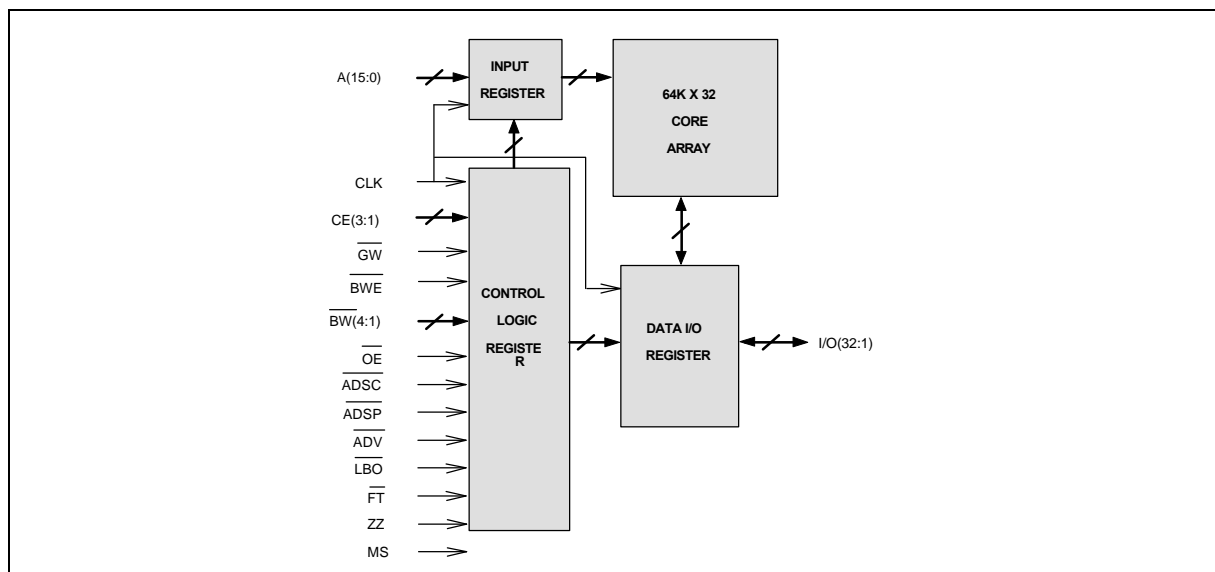 A(15:0)
INPUT
REGISTER
64K X 32
CORE
ARRAY
CLK
CE(3:1)
GW
BWE
BW(4:1)
OE
ADSC
ADSP
ADV
LBO
FT
ZZ
MS
CONTROL
LOGIC
REGISTE
R
DATA I/O
REGISTER
I/O(32:1)